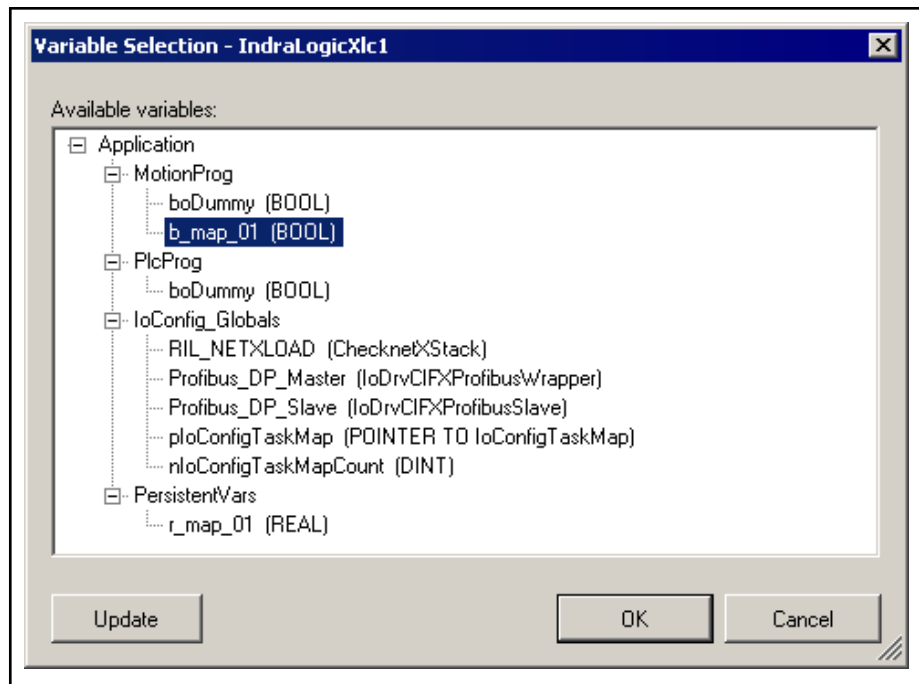 Variable Selection - IndraLogicXlc1
Available variables:
Application
MotionProg
boDummy (BOOL)
b_map_01 (BOOL)
PlcProg
boDummy (BOOL)
IoConfig_Globals
RIL_NETXLOAD (ChecknetXStack)
Profibus_DP_Master (IoDrvCIFXProfibusWrapper)
Profibus_DP_Slave (IoDrvCIFXProfibusSlave)
pIoConfigTaskMap (POINTER TO IoConfigTaskMap)
nIoConfigTaskMapCount (DINT)
PersistentVars
r_map_01 (REAL)
Update OK Cancel